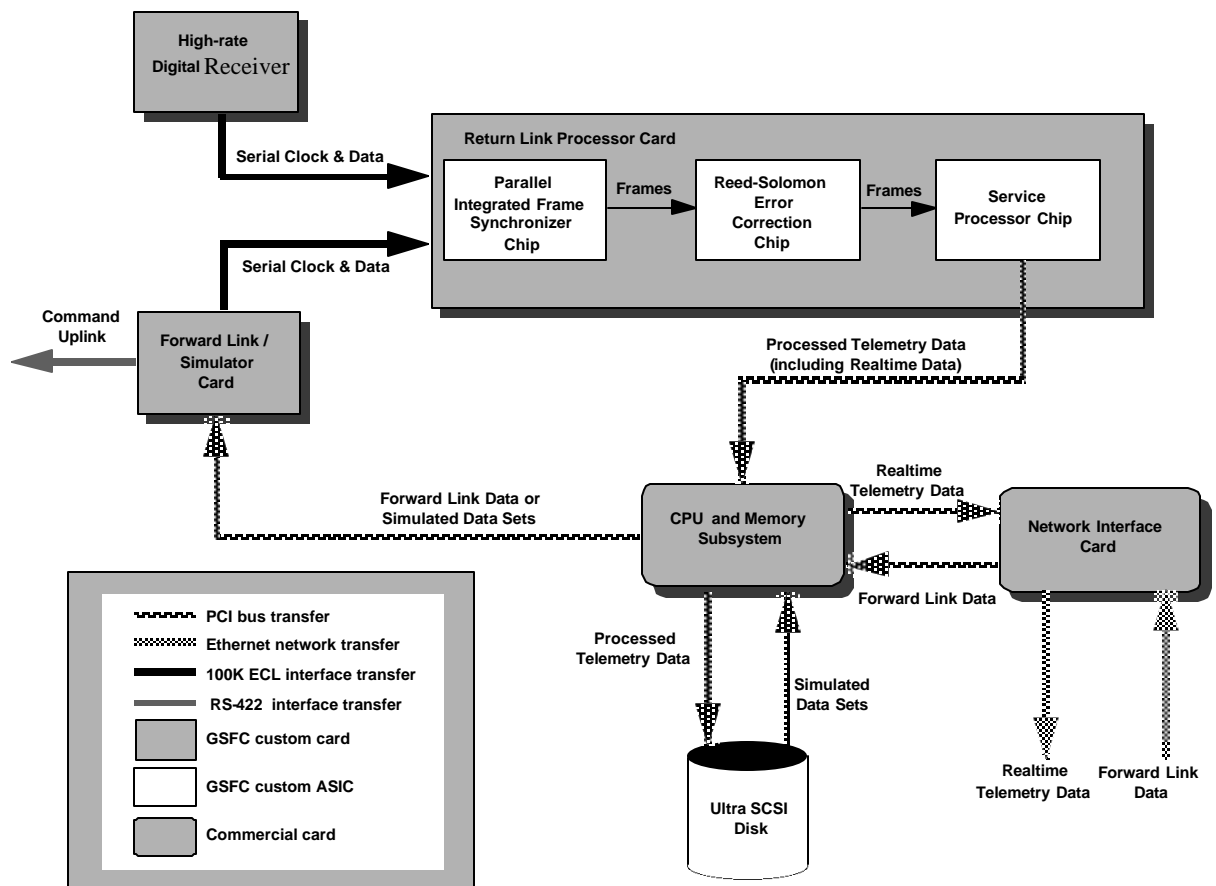 High-rate
Digital Receiver
Serial Clock & Data
Return Link Processor Card
Parallel
Integrated Frame
Synchronizer
Chip
Frames
Reed-Solomon
Error
Correction
Chip
Frames
Service
Processor Chip
Serial Clock & Data
Command
Uplink
Forward Link /
Simulator
Card
Processed Telemetry Data
(including Realtime Data)
Forward Link Data or
Simulated Data Sets
CPU and Memory
Subsystem
Realtime
Telemetry Data
Network Interface
Card
Forward Link Data
Processed
Telemetry Data
Simulated
Data Sets
Ultra SCSI
Disk
Realtime
Telemetry Data
Forward Link
Data
PCI bus transfer
Ethernet network transfer
100K ECL interface transfer
RS-422 interface transfer
GSFC custom card
GSFC custom ASIC
Commercial card